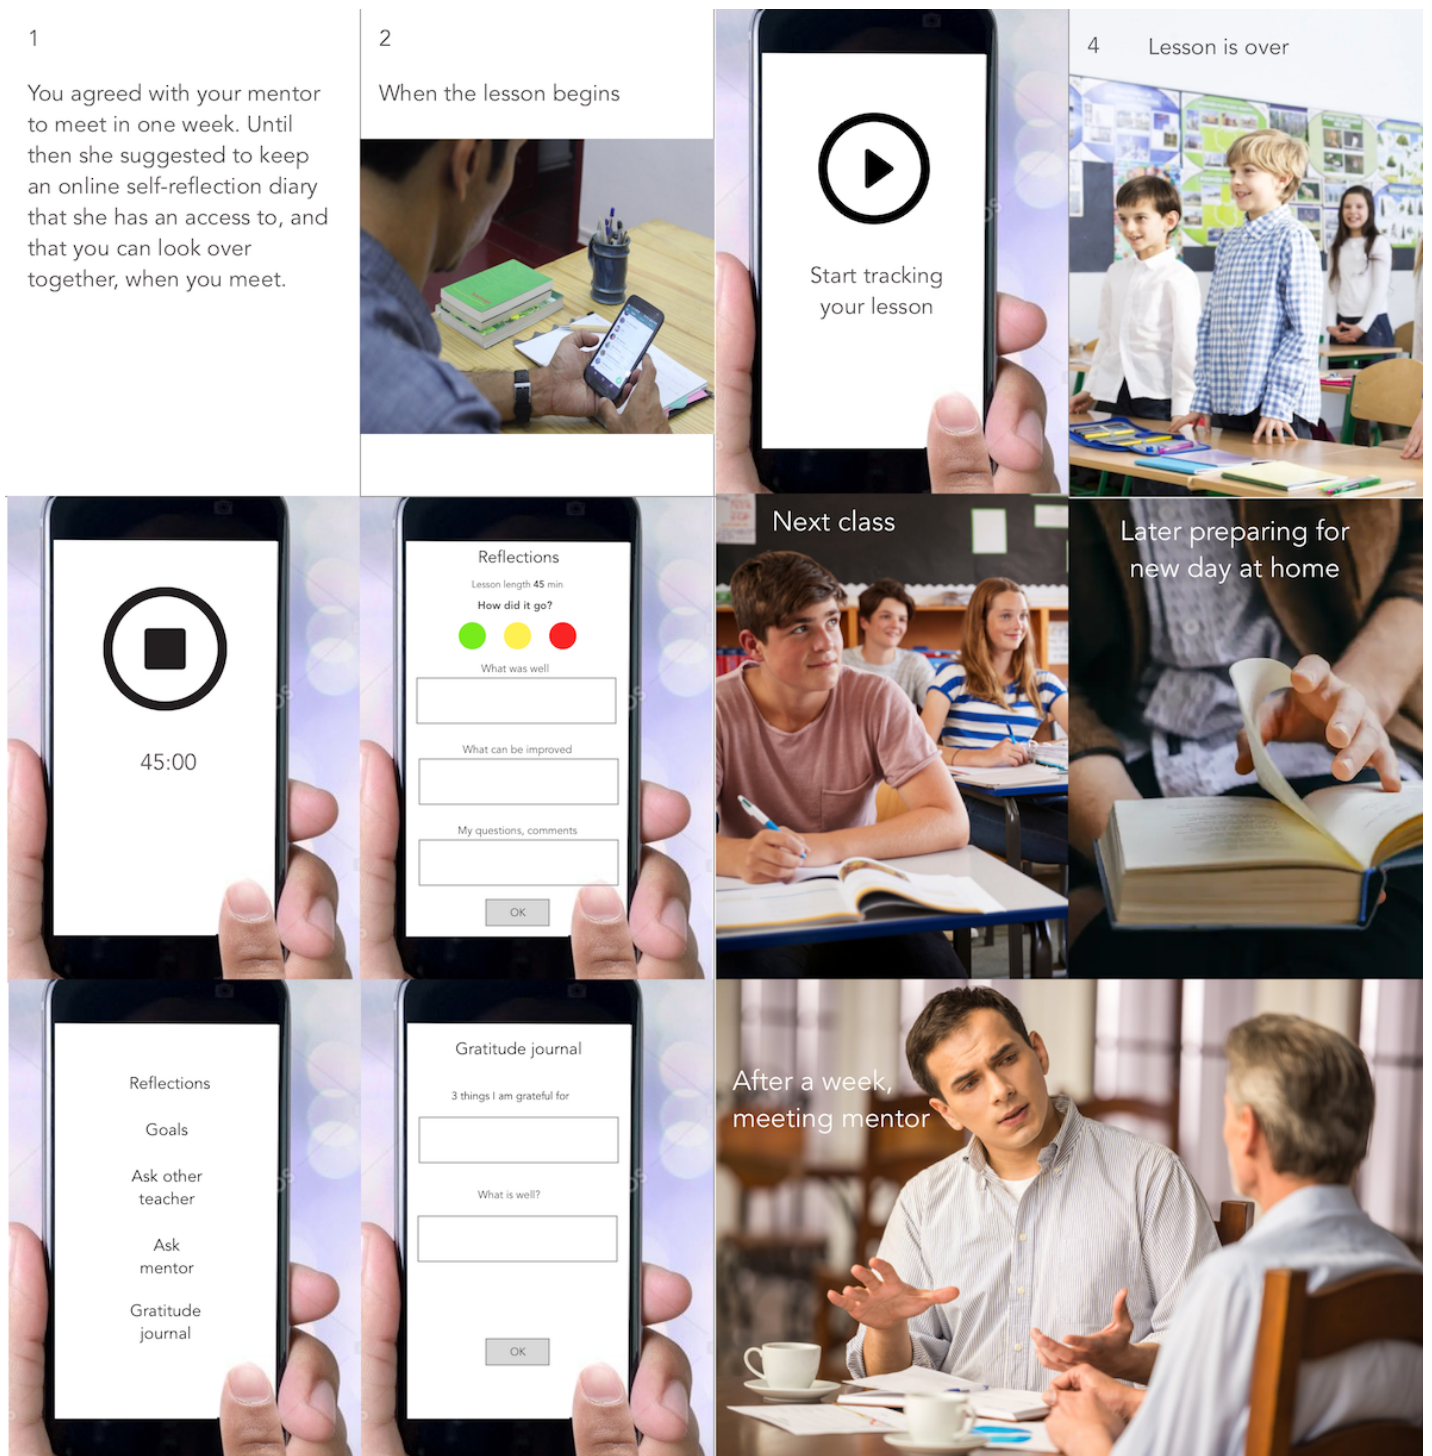 1
You agreed with your mentor
to meet in one week. Until
then she suggested to keep
an online self-reflection diary
that she has an access to, and
that you can look over
together, when you meet.
2
When the lesson begins
Start tracking
your lesson
4 Lesson is over
45:00
Reflections
Lesson length 45 min
How did it go?
What was well
What can be improved
My questions, comments
OK
Next class
Later preparing for
new day at home
Reflections
Goals
Ask other
teacher
Ask
mentor
Gratitude
journal
Gratitude journal
3 things I am grateful for
What is well?
OK
After a week,
meeting mentor